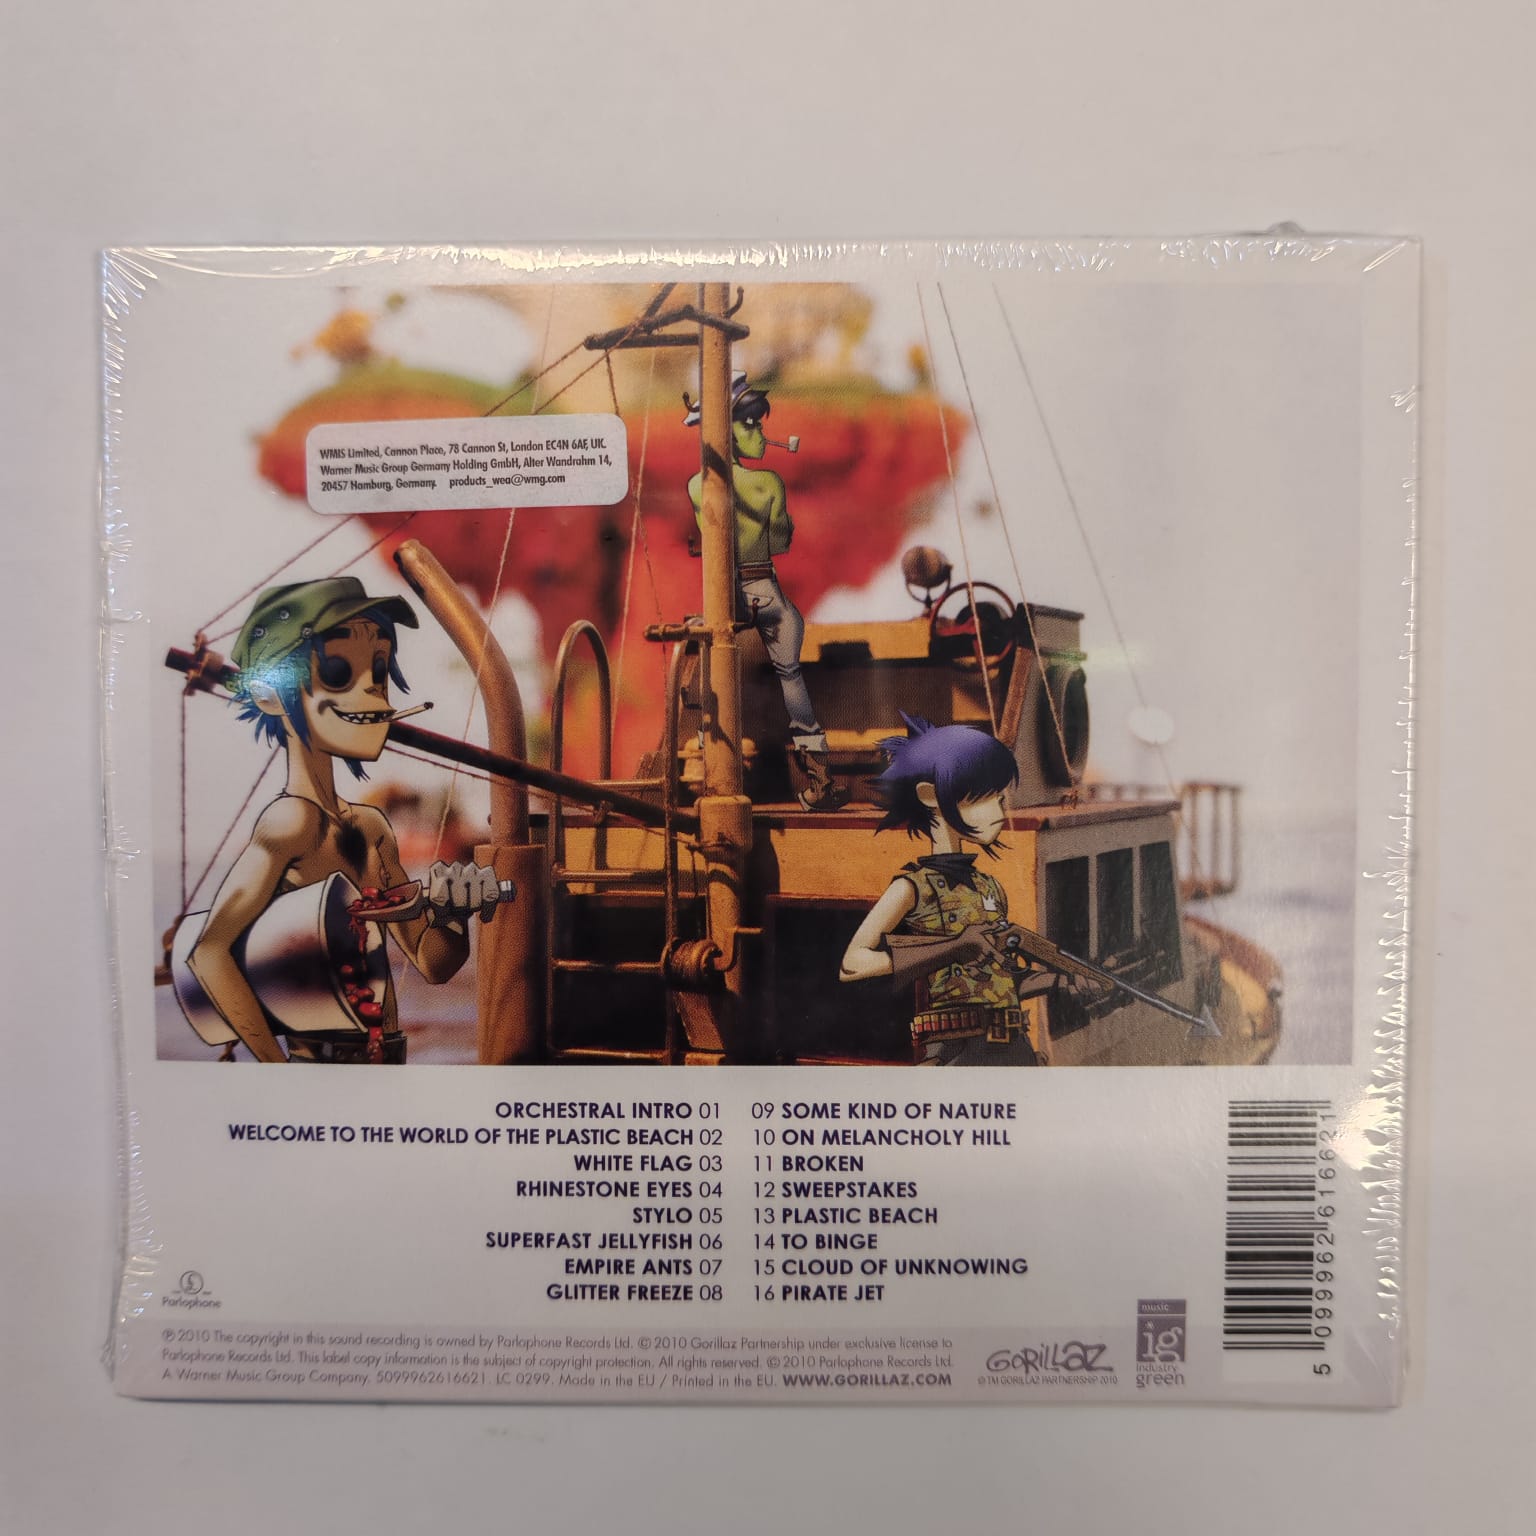 WMIS Limited, Cannon Place, 78 Cannon St, London EC4N 6AF, UK.
Warner Music Group Germany Holding GmbH, Alter Wandrahm 14,
20457 Hamburg, Germany. products_wea@wmg.com
ORCHESTRAL INTRO 01
WELCOME TO THE WORLD OF THE PLASTIC BEACH 02
WHITE FLAG 03
RHINESTONE EYES 04
STYLO 05
SUPERFAST JELLYFISH 06
EMPIRE ANTS 07
GLITTER FREEZE 08
09 SOME KIND OF NATURE
10 ON MELANCHOLY HILL
11 BROKEN
12 SWEEPSTAKES
13 PLASTIC BEACH
14 TO BINGE
15 CLOUD OF UNKNOWING
16 PIRATE JET
5 099962 616621
£
Parlophone
℗ 2010 The copyright in this sound recording is owned by Parlophone Records Ltd. © 2010 Gorillaz Partnership under exclusive license to
Parlophone Records Ltd. This label copy information is the subject of copyright protection. All rights reserved. © 2010 Parlophone Records Ltd.
A Warner Music Group Company. 5099962616621. LC 0299. Made in the EU / Printed in the EU. WWW.GORILLAZ.COM
GORILLAZ
© TM GORILLAZ PARTNERSHIP 2010
music
ig
industry
green